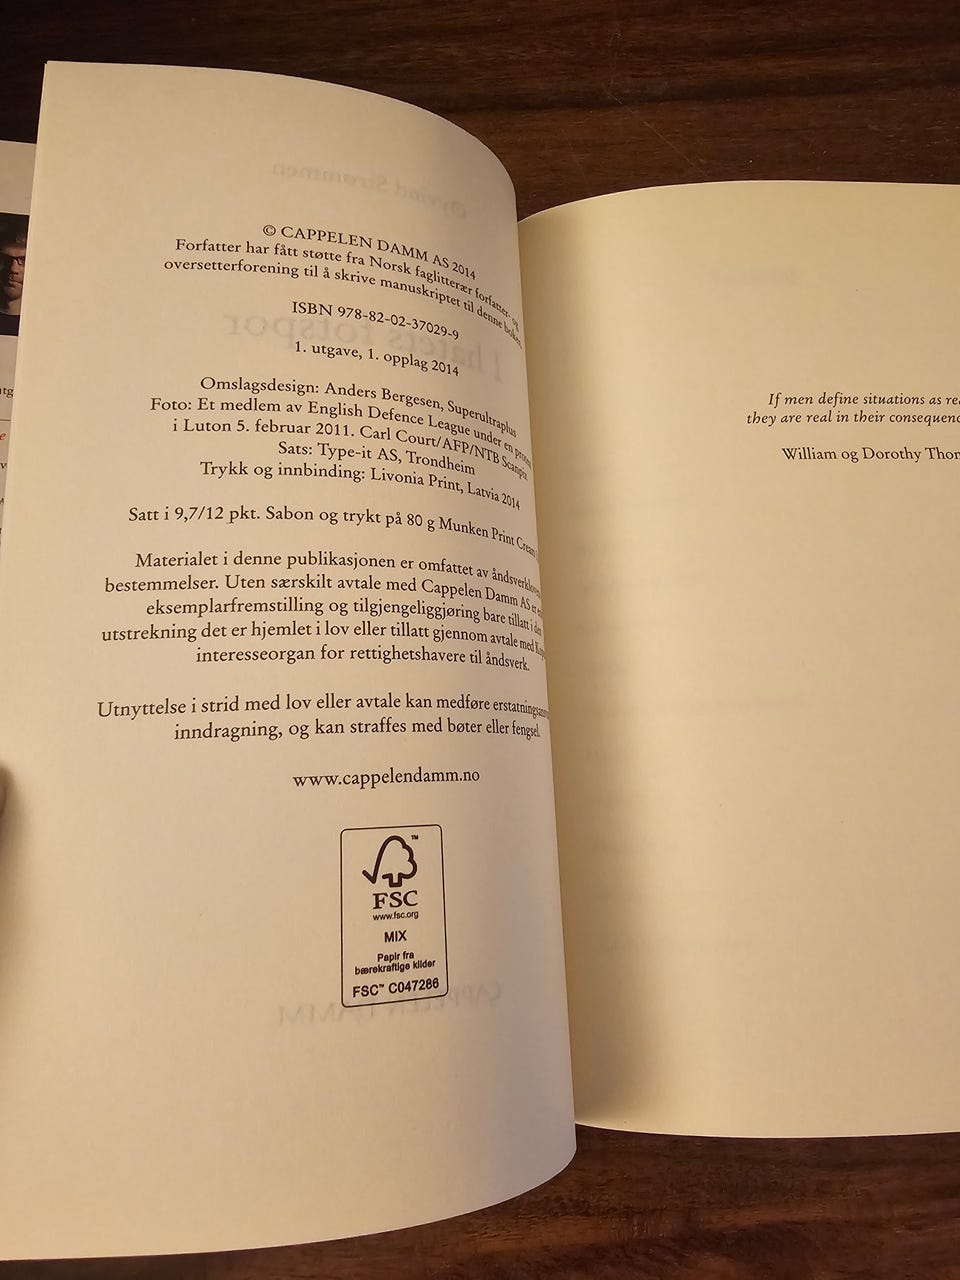 © CAPPELEN DAMM AS 2014
Forfatter har fått støtte fra Norsk faglitterær forfatter- og
oversetterforening til å skrive manuskriptet til denne boken.
ISBN 978-82-02-37029-9
1. utgave, 1. opplag 2014
Omslagsdesign: Anders Bergesen, Superultraplus
Foto: Et medlem av English Defence League under en
i Luton 5. februar 2011. Carl Court/AFP/NTB Scanpix
Sats: Type-it AS, Trondheim
Trykk og innbinding: Livonia Print, Latvia 2014
Satt i 9,7/12 pkt. Sabon og trykt på 80 g Munken Print Cream
Materialet i denne publikasjonen er omfattet av
bestemmelser. Uten særskilt avtale med Cappelen Damm AS er
eksemplarfremstilling og tilgjengeliggjøring bare tillatt i den
utstrekning det er hjemlet i lov eller tillatt gjennom avtale med
interesseorgan for rettighetshavere til åndsverk.
Utnyttelse i strid med lov eller avtale kan medføre
inndragning, og kan straffes med bøter eller fengsel.
www.cappelendamm.no
FSC
www.fsc.org
MIX
Papir fra
bærekraftige kilder
FSC™ C047286
If men define situations as
they are real in their
William og Dorothy